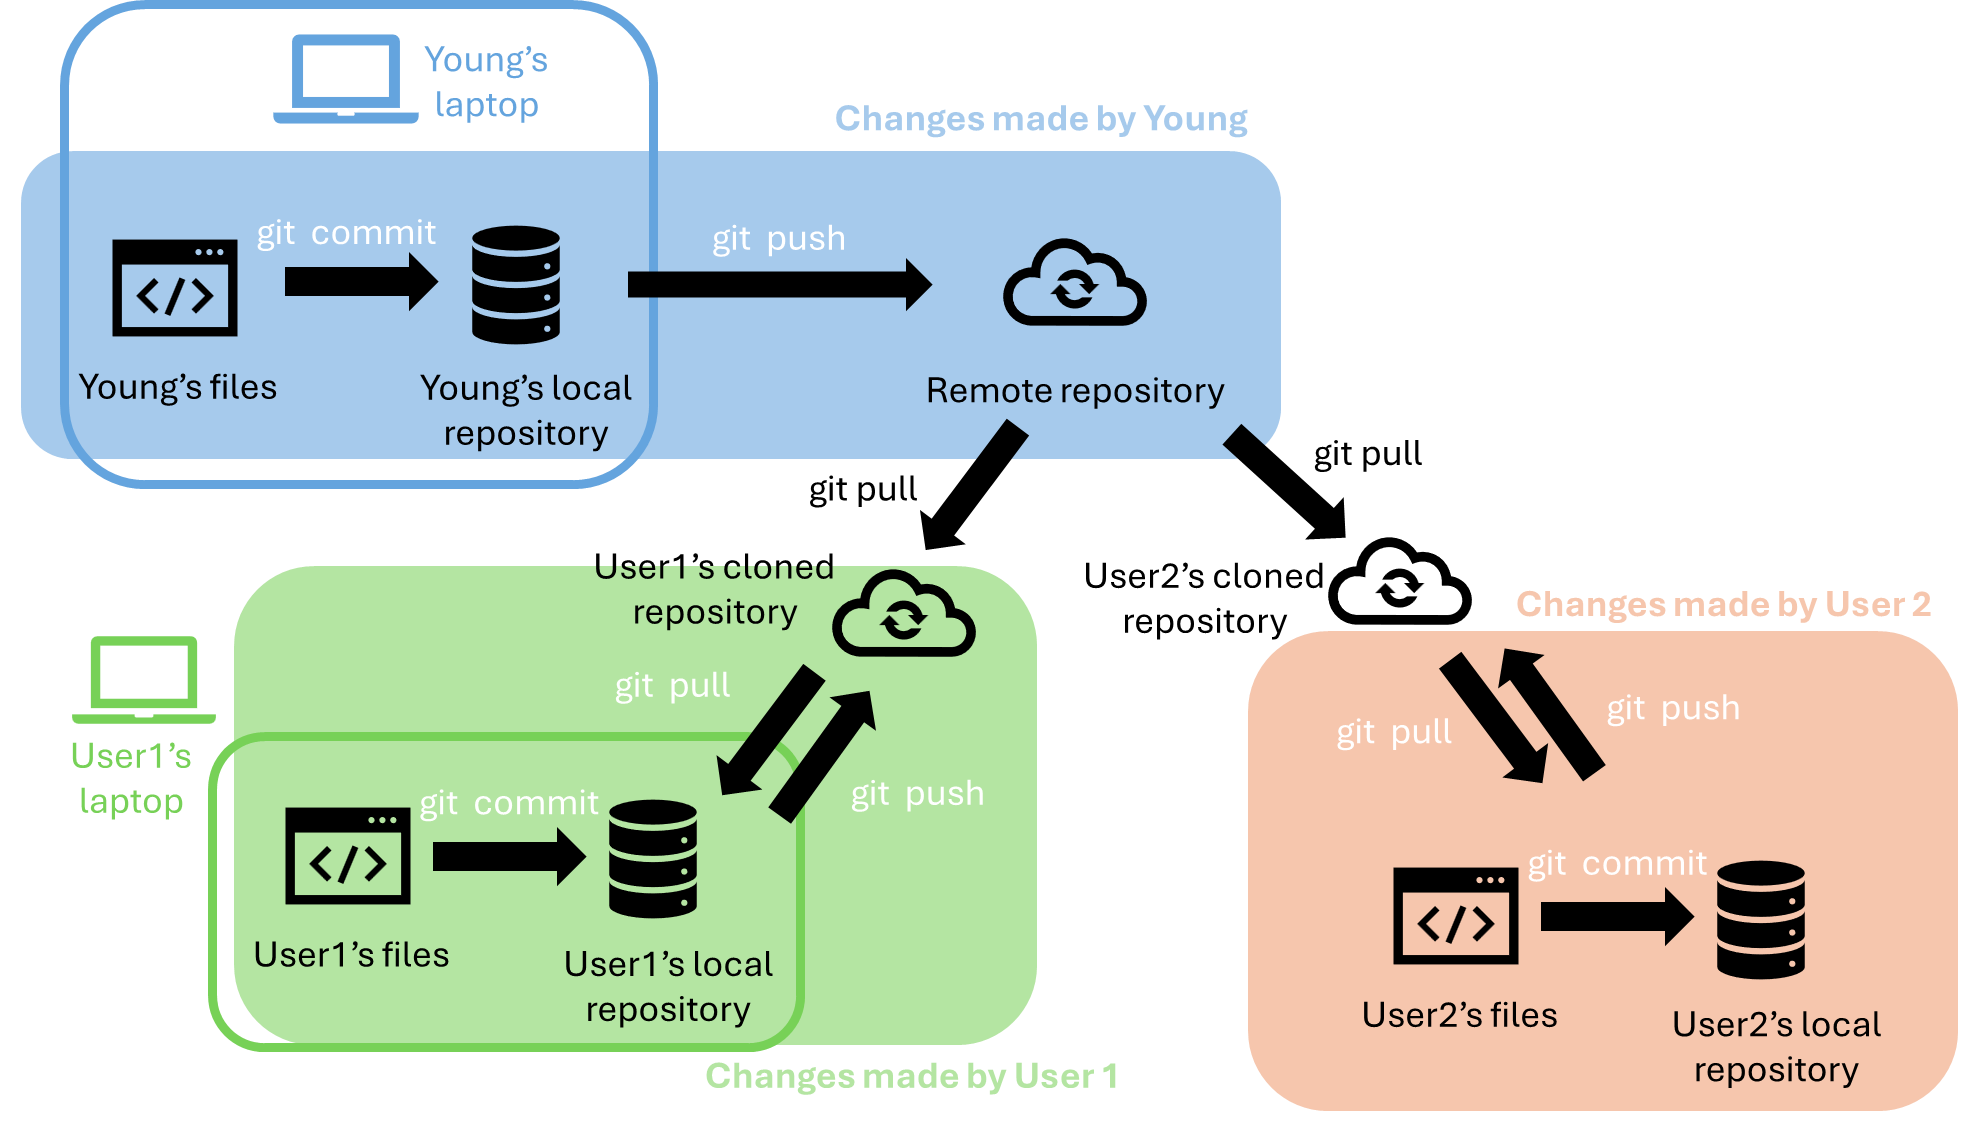 Young's
laptop
Changes made by Young
git commit
git push
Young's files
Young's local
repository
Remote repository
git pull
git pull
User1's cloned
repository
User2's cloned
repository
Changes made by User 2
User1's
laptop
git pull
git push
git commit
User1's files
User1's local
repository
Changes made by User 1
git pull
git push
git commit
User2's files
User2's local
repository